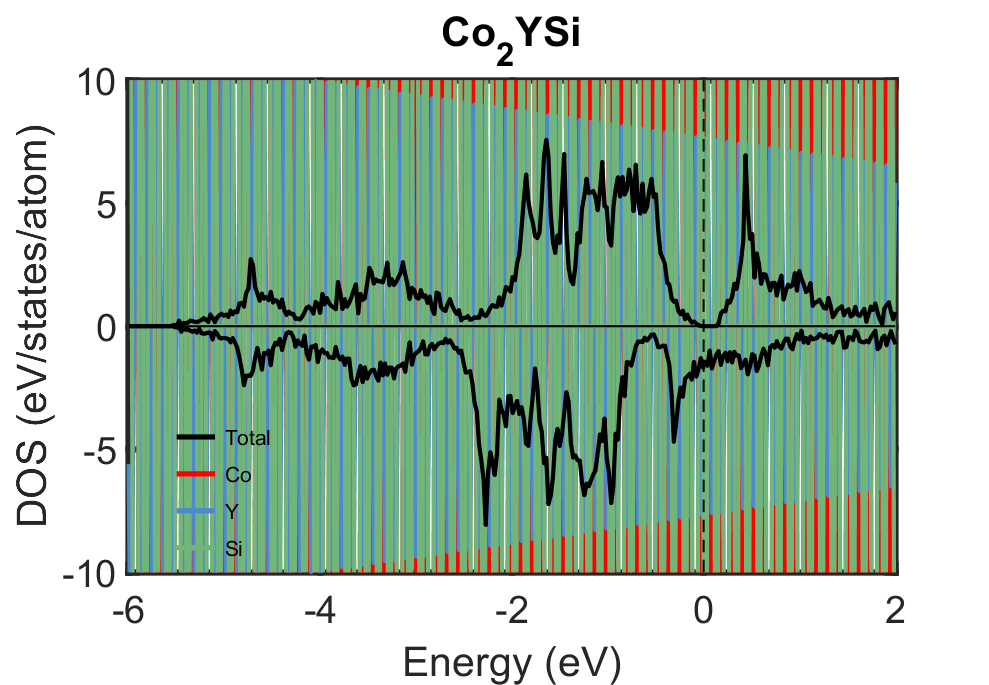 Co₂YSi
DOS (eV/states/atom)
10
5
0
-5
-10
Total
Co
Y
Si
-6
-4
-2
0
2
Energy (eV)